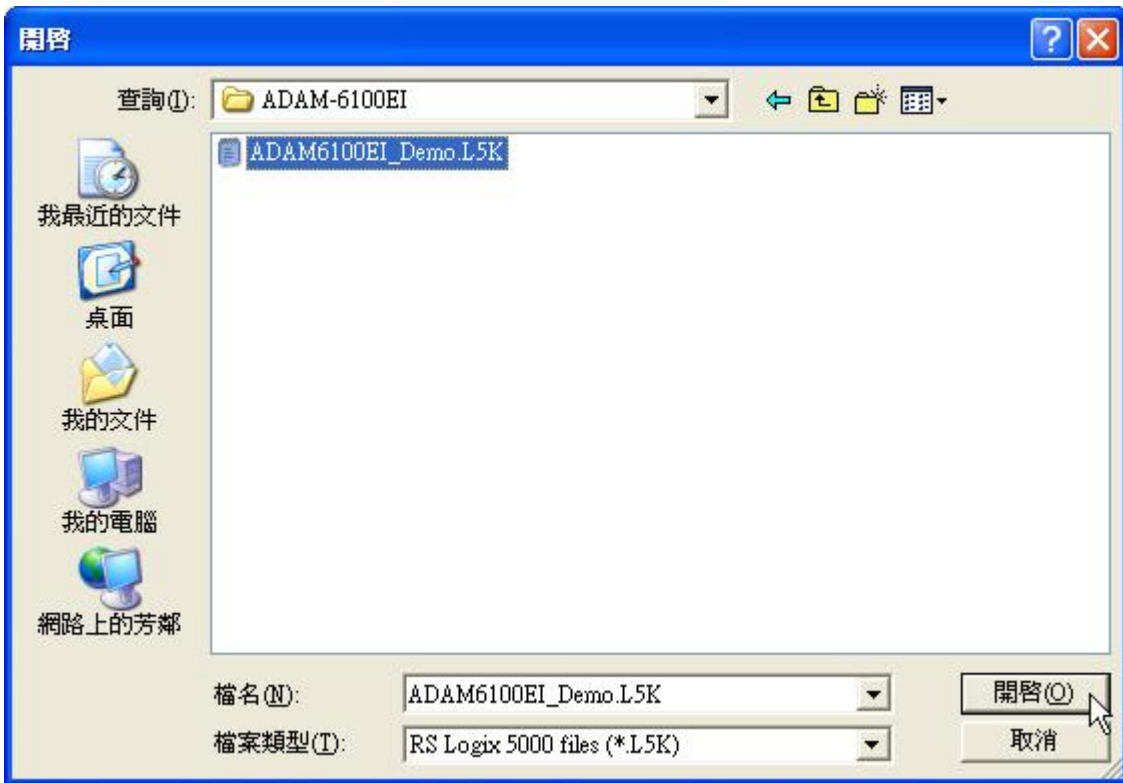 開啓
查詢(I):
ADAM-6100EI
ADAM6100EI_Demo.L5K
我最近的文件
桌面
我的文件
我的電腦
網路上的芳鄰
檔名(N):
ADAM6100EI_Demo.L5K
開啓(O)
檔案類型(T):
RS Logix 5000 files (*.L5K)
取消